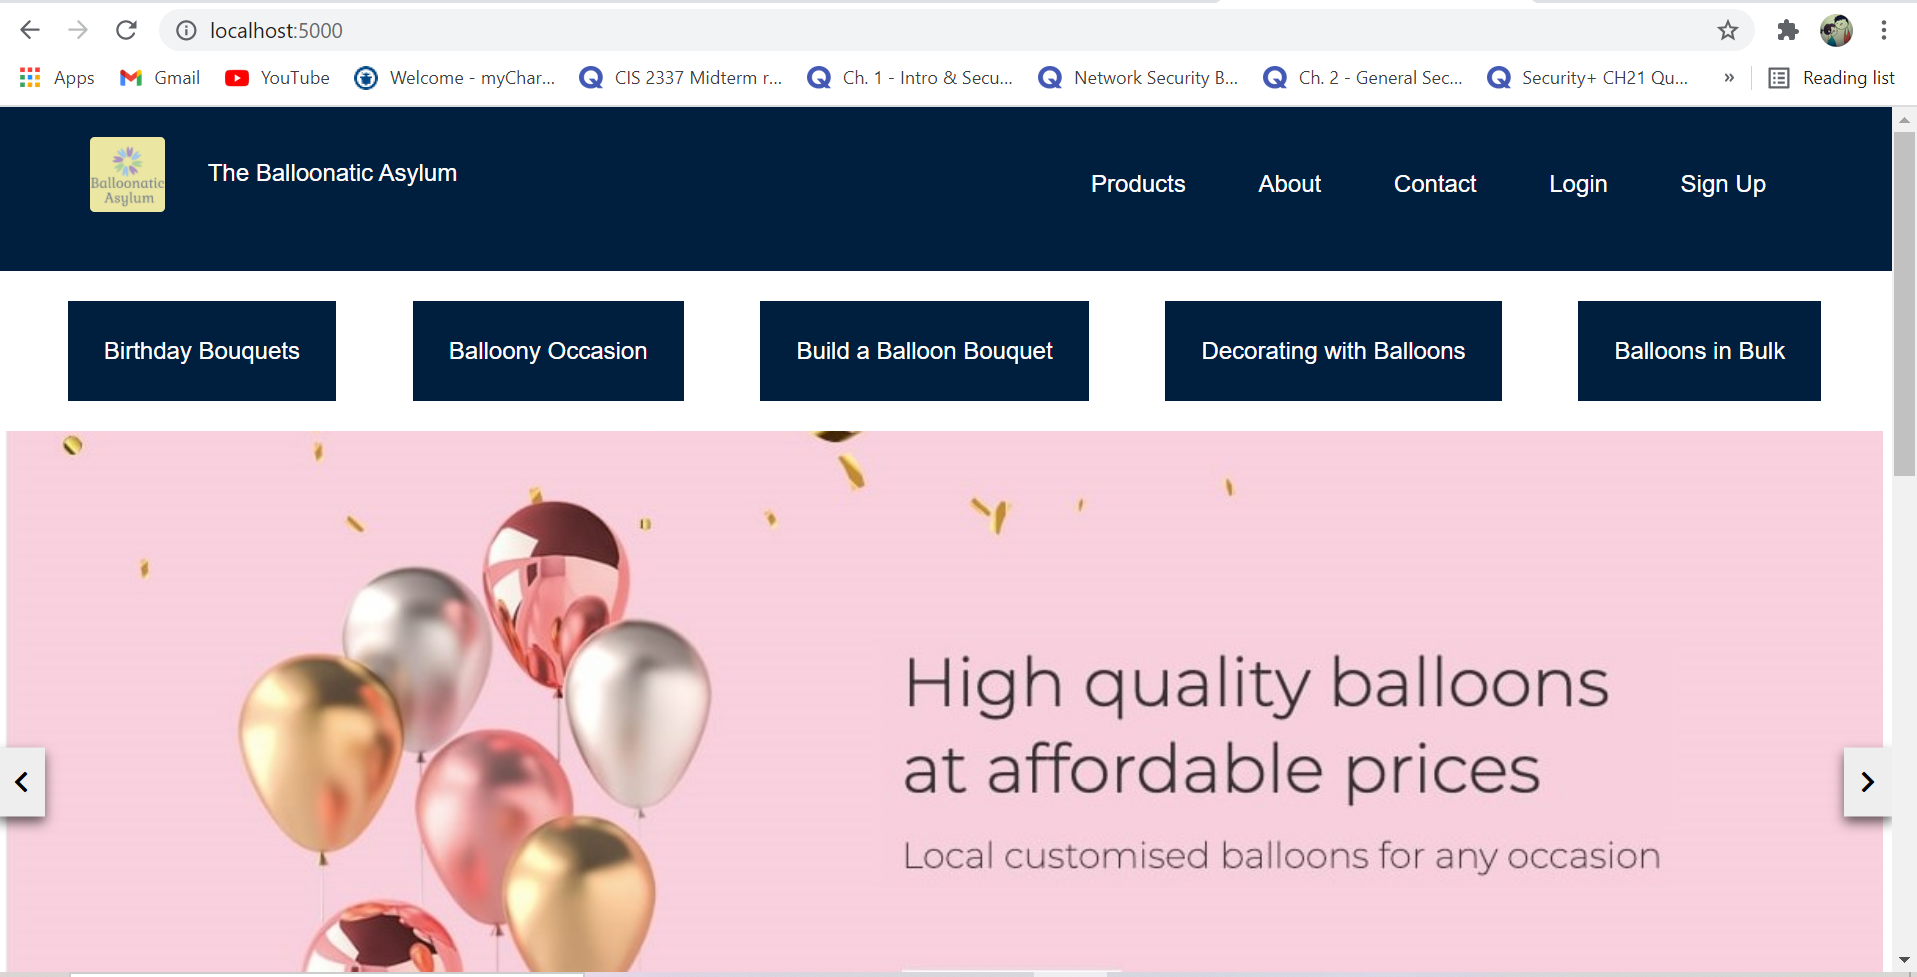 localhost:5000
Apps Gmail YouTube Welcome - myChar... CIS 2337 Midterm r... Ch. 1 - Intro & Secu... Network Security B... Ch. 2 - General Sec... Security+ CH21 Qu... » Reading list
Balloonatic
Asylum
The Balloonatic Asylum
Products About Contact Login Sign Up
Birthday Bouquets Balloony Occasion Build a Balloon Bouquet Decorating with Balloons Balloons in Bulk
High quality balloons
at affordable prices
Local customised balloons for any occasion